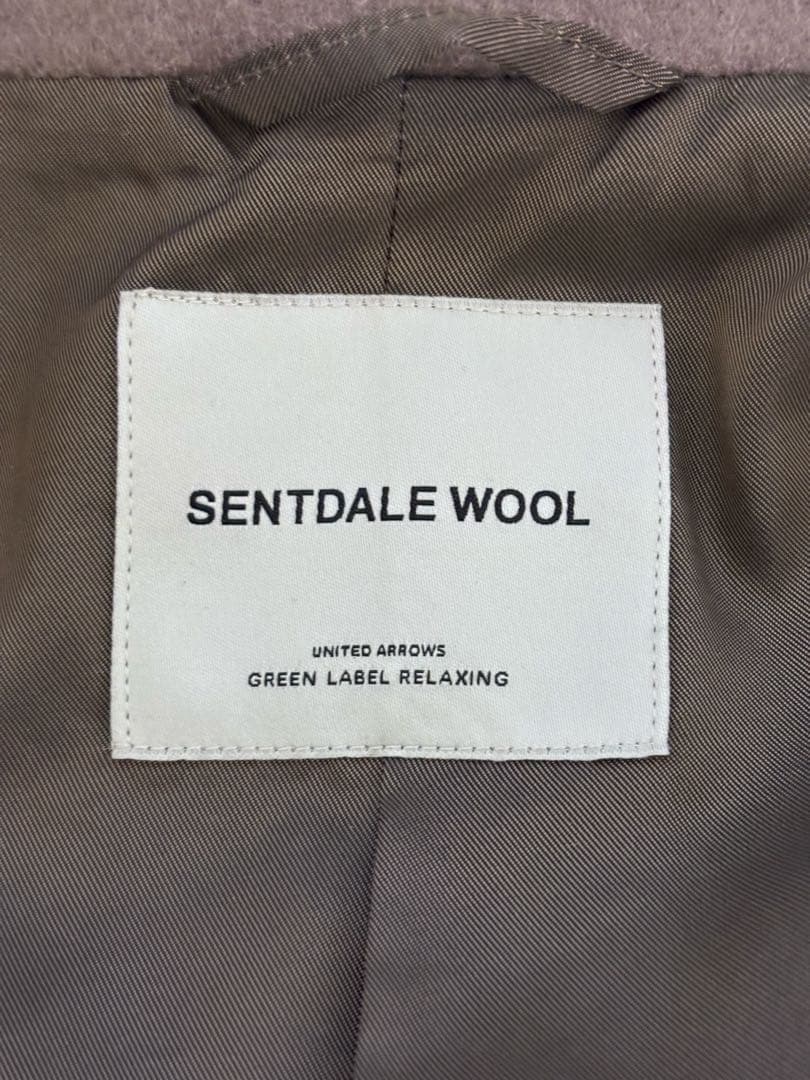 SENTDALE WOOL
UNITED ARROWS
GREEN LABEL RELAXING